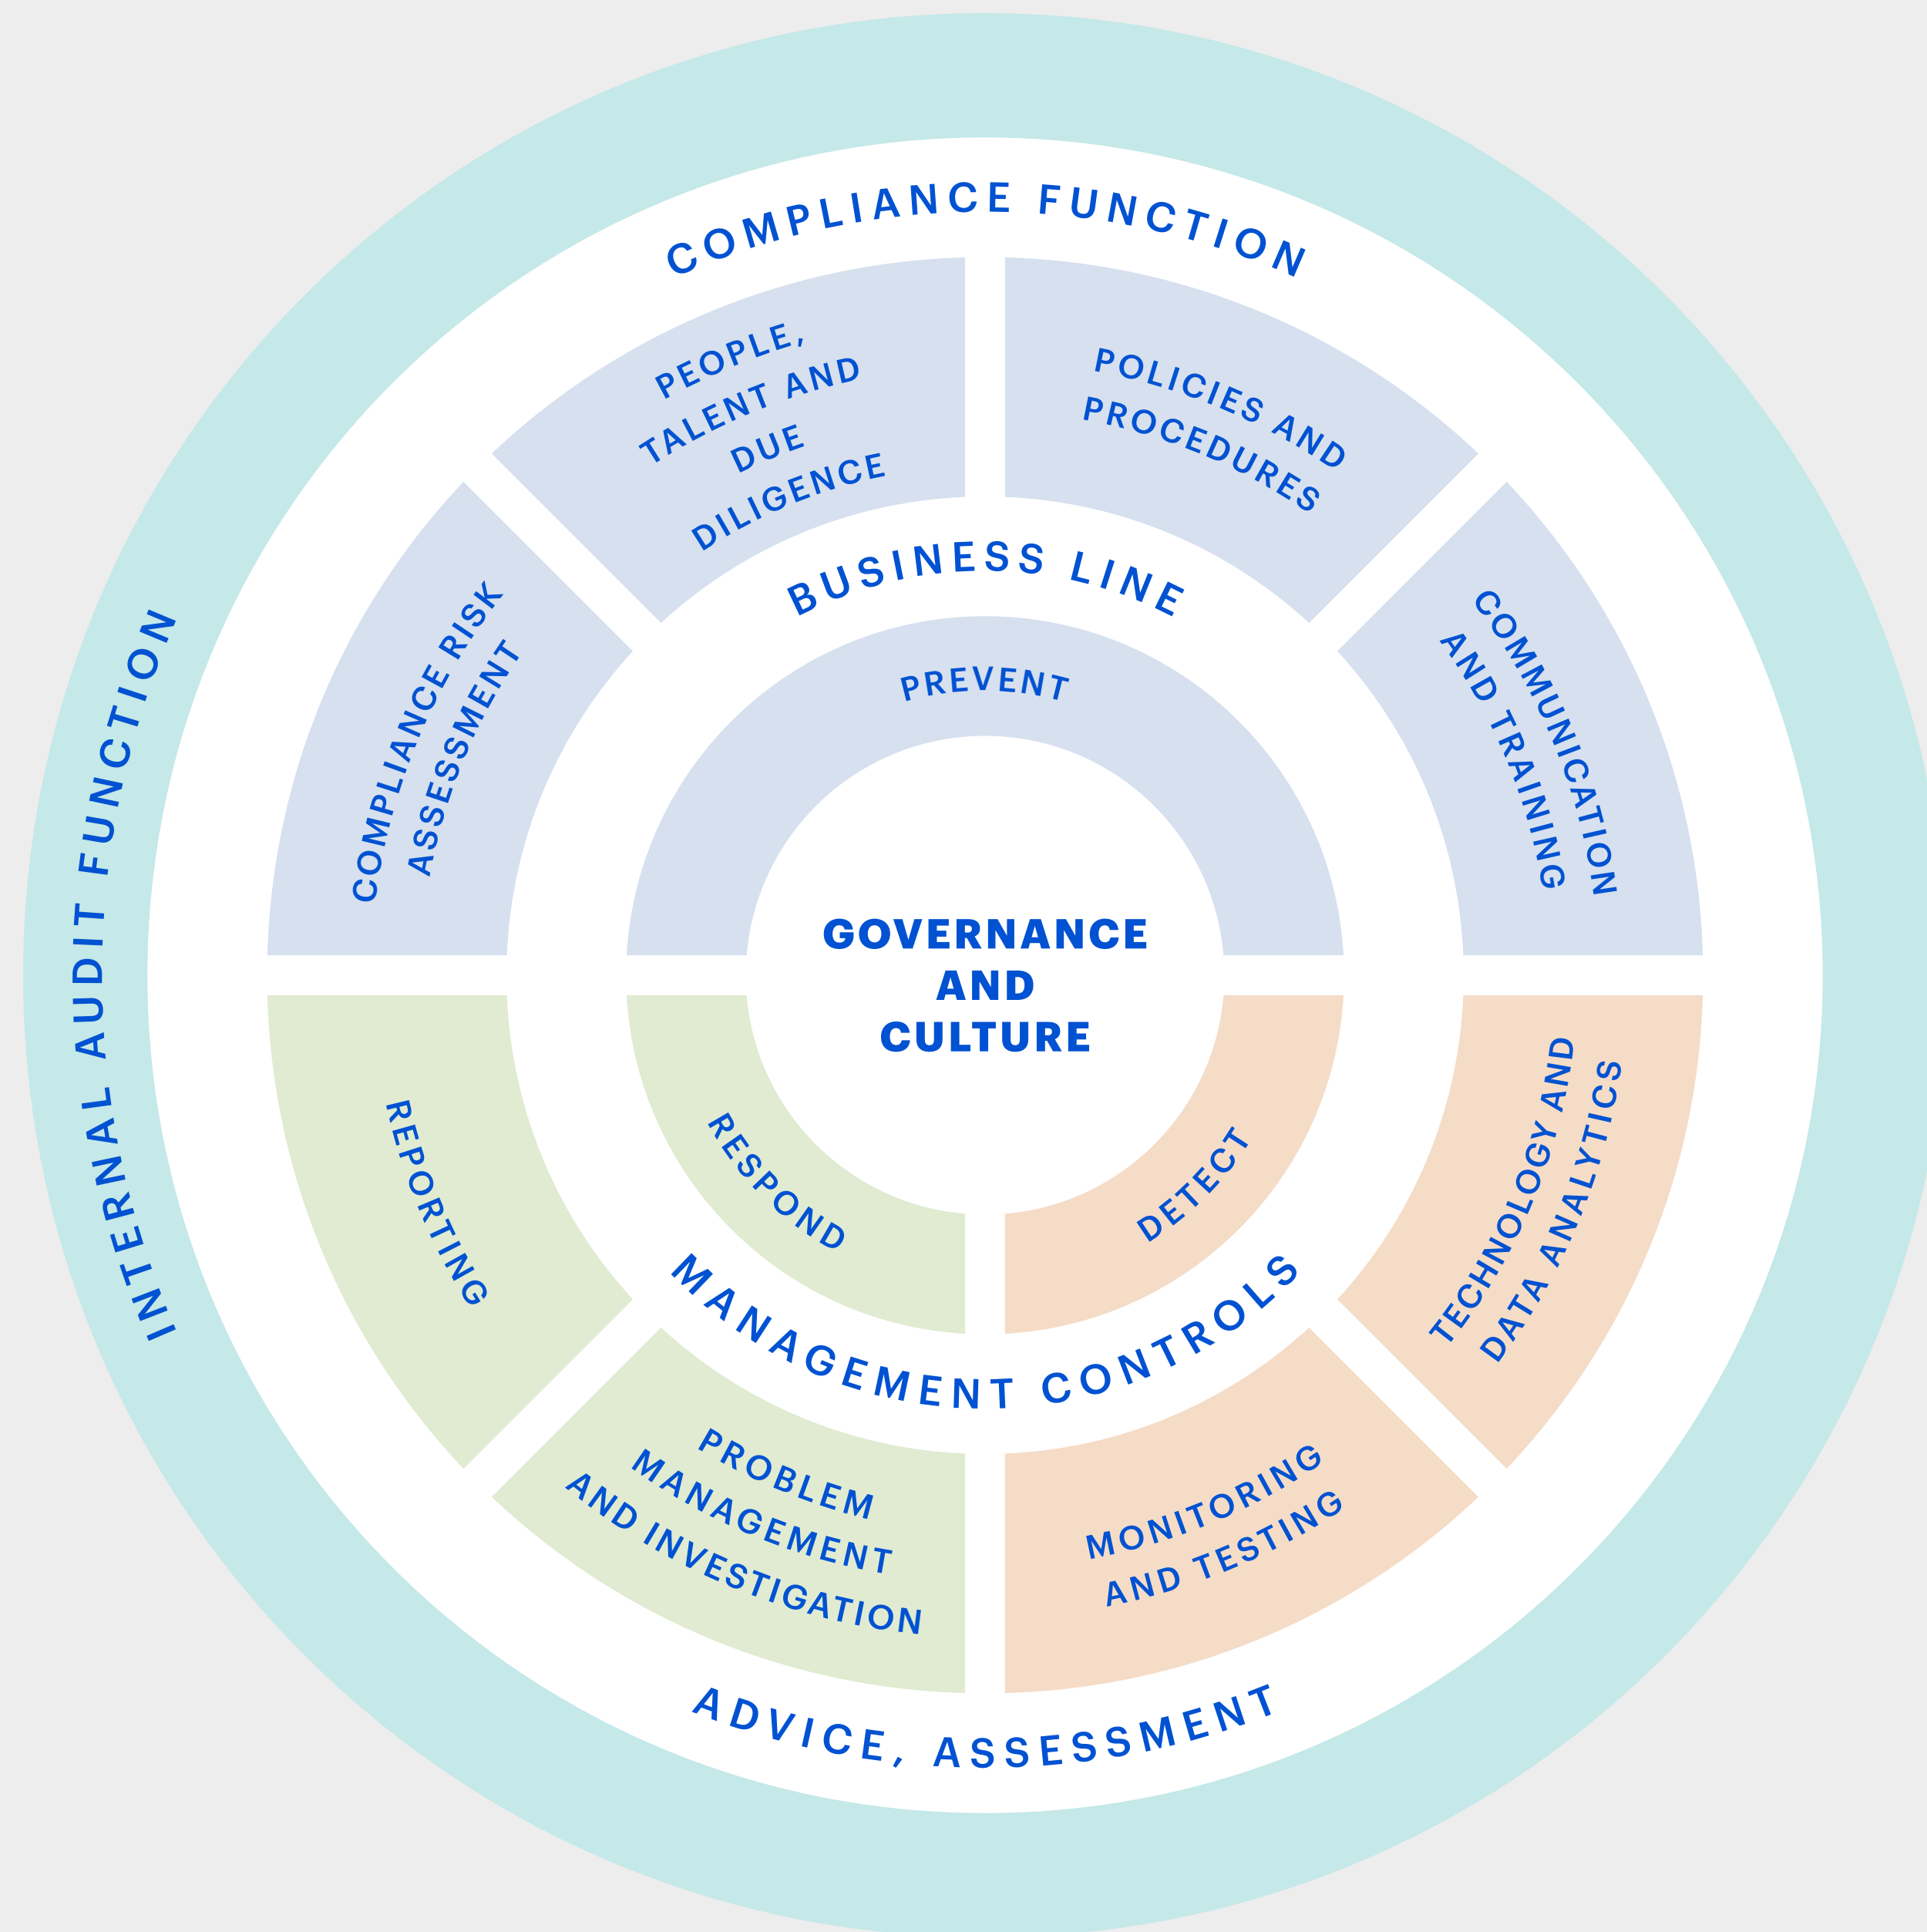 COMPLIANCE FUNCTION
PEOPLE,
TALENT AND
DUE
DILIGENCE
POLICIES AND
PROCEDURES
COMPLIANCE RISK
ASSESSMENT
BUSINESS LINE
COMMUNICATION
AND TRAINING
PREVENT
INTERNAL AUDIT FUNCTION
GOVERNANCE
AND
CULTURE
REPORTING
RESPOND
DETECT
TECHNOLOGY AND
DATA ANALYTICS
MANAGEMENT CONTROLS
PROBLEM
MANAGEMENT
AND INVESTIGATION
MONITORING
AND TESTING
ADVICE, ASSESSMENT